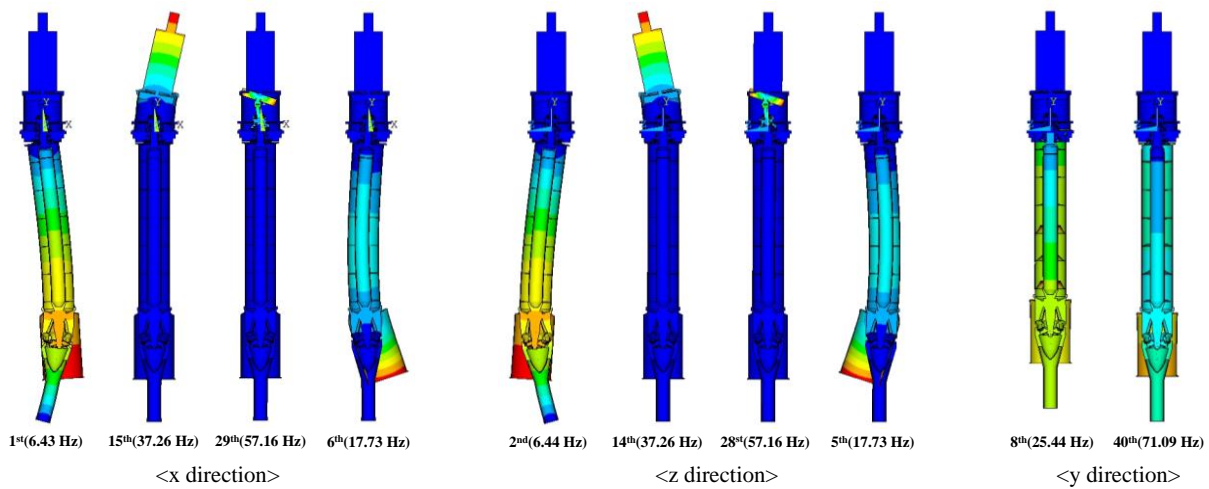 Y Y Y Y Y Y Y Y Y Y
X X X X
1st(6.43 Hz) 15th(37.26 Hz) 29th(57.16 Hz) 6th(17.73 Hz) 2nd(6.44 Hz) 14th(37.26 Hz) 28st(57.16 Hz) 5th(17.73 Hz) 8th(25.44 Hz) 40th(71.09 Hz)
<x direction> <z direction> <y direction>